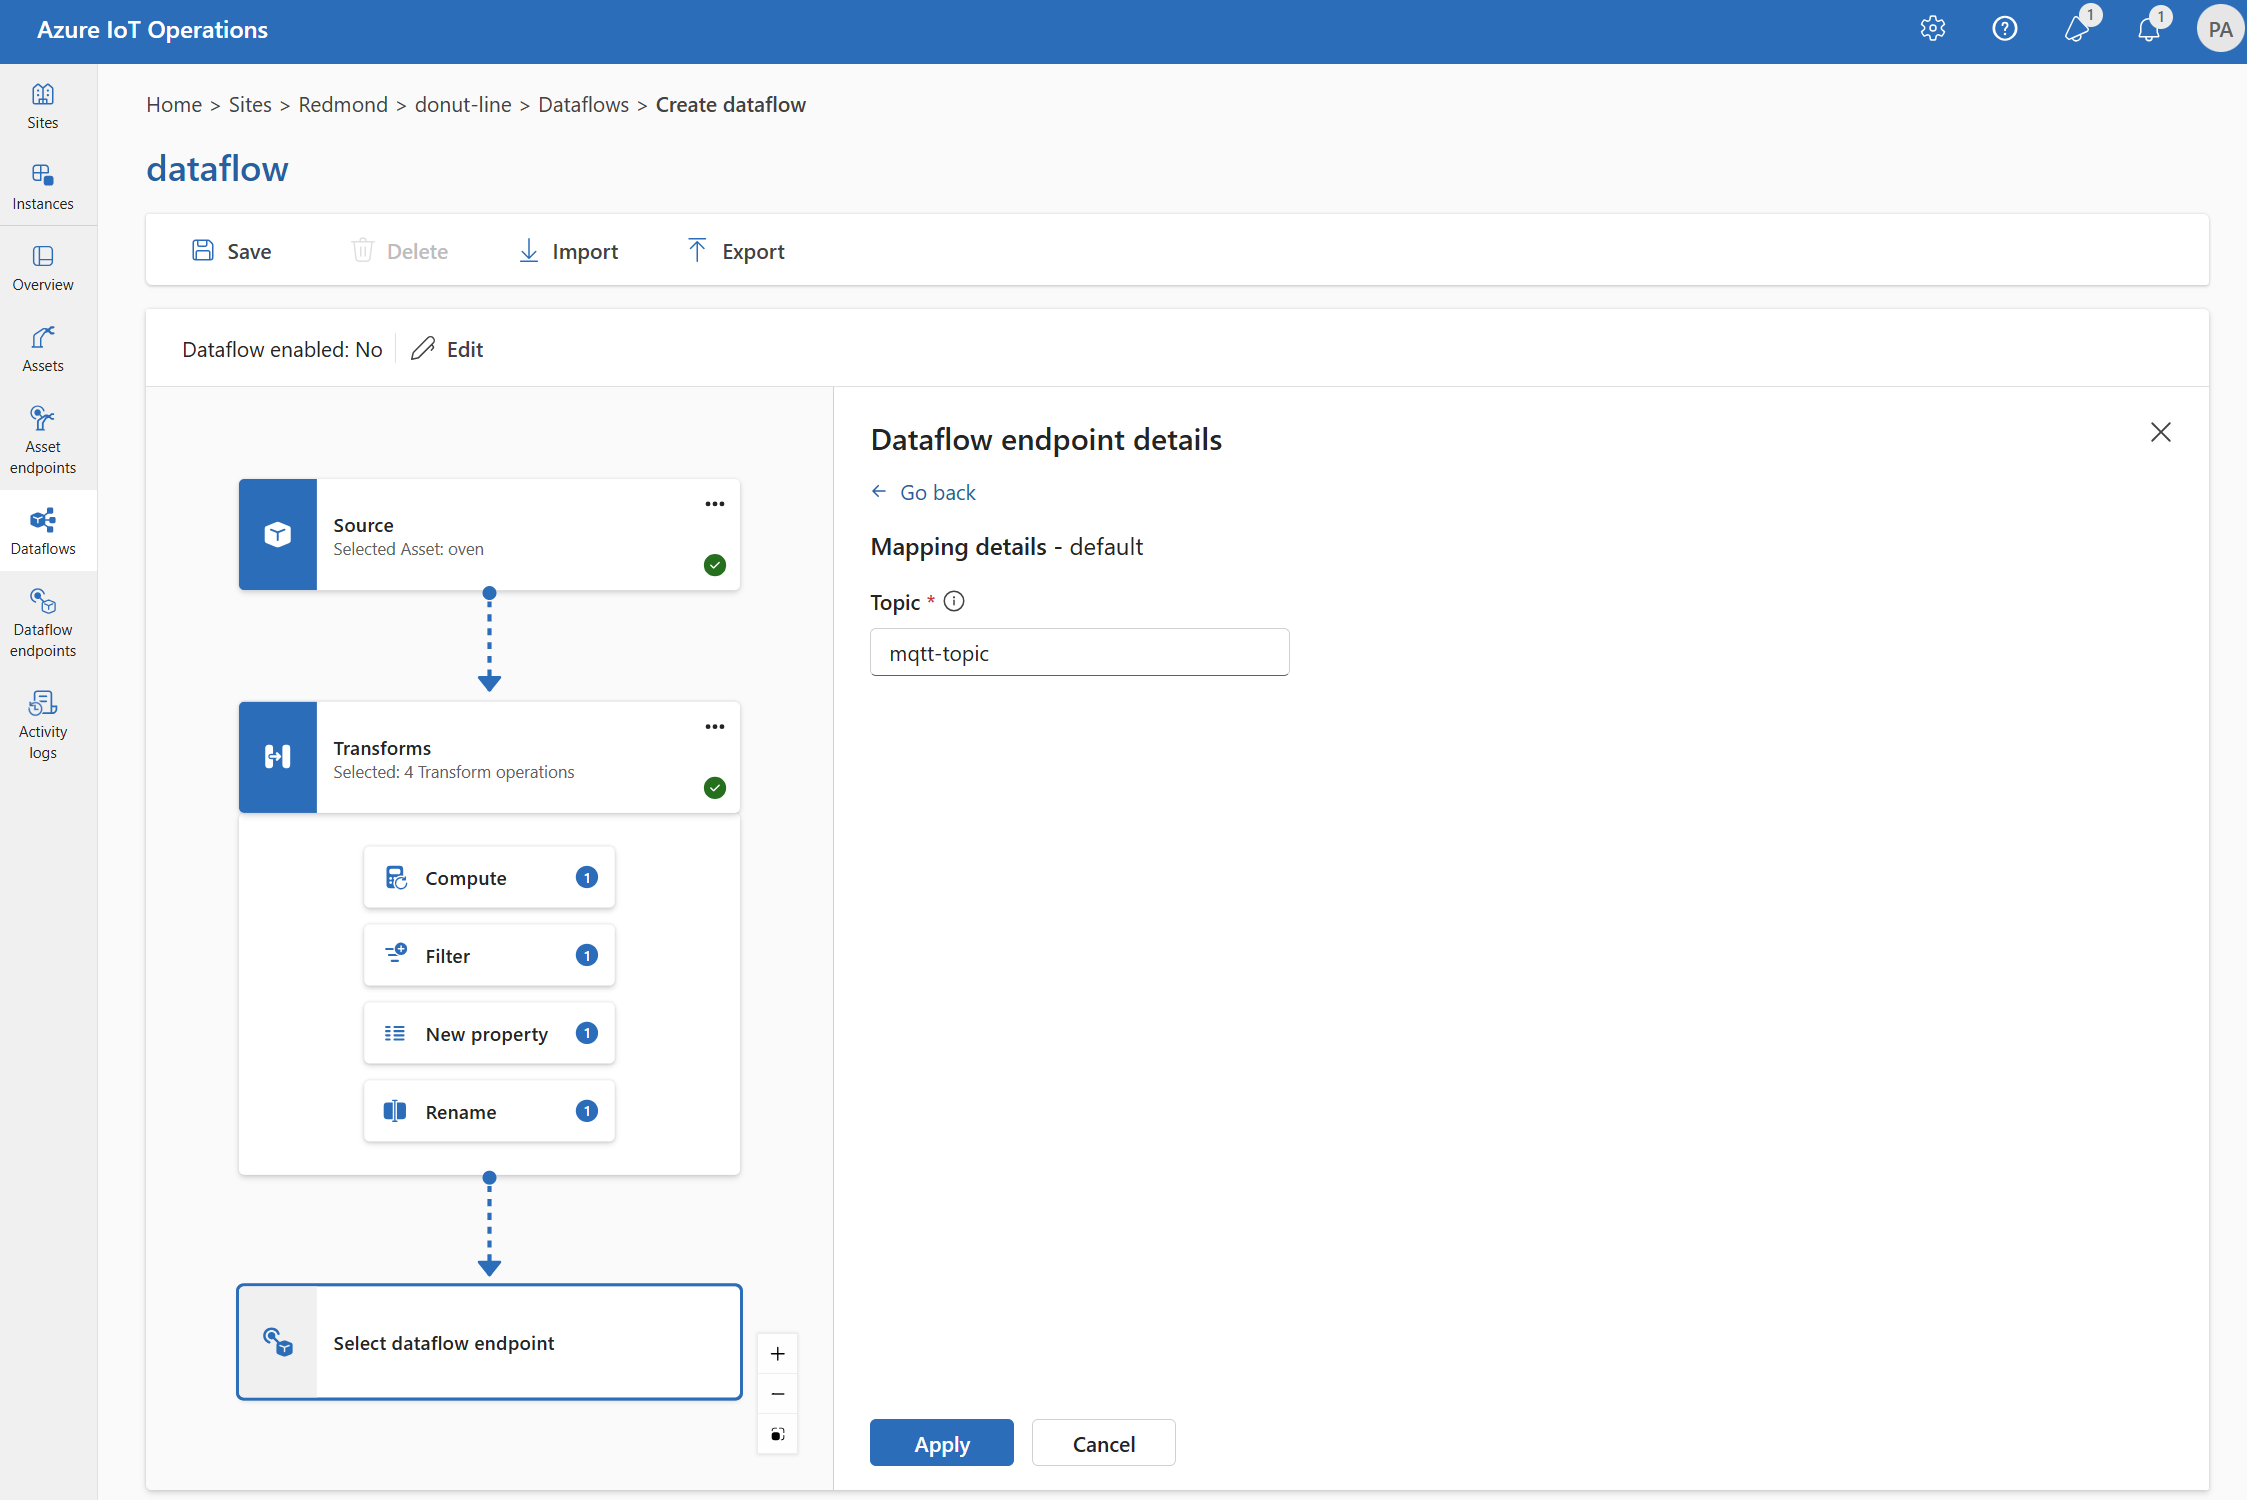 Azure IoT Operations
1
1
PA
Sites
Instances
Overview
Assets
Asset
endpoints
Dataflows
Dataflow
endpoints
Activity
logs
Home > Sites > Redmond > donut-line > Dataflows > Create dataflow
dataflow
Save
Delete
Import
Export
Dataflow enabled: No
Edit
Source
Selected Asset: oven
Transforms
Selected: 4 Transform operations
Compute 1
Filter 1
New property 1
Rename 1
Select dataflow endpoint
Dataflow endpoint details
Go back
Mapping details - default
Topic *
mqtt-topic
Apply
Cancel